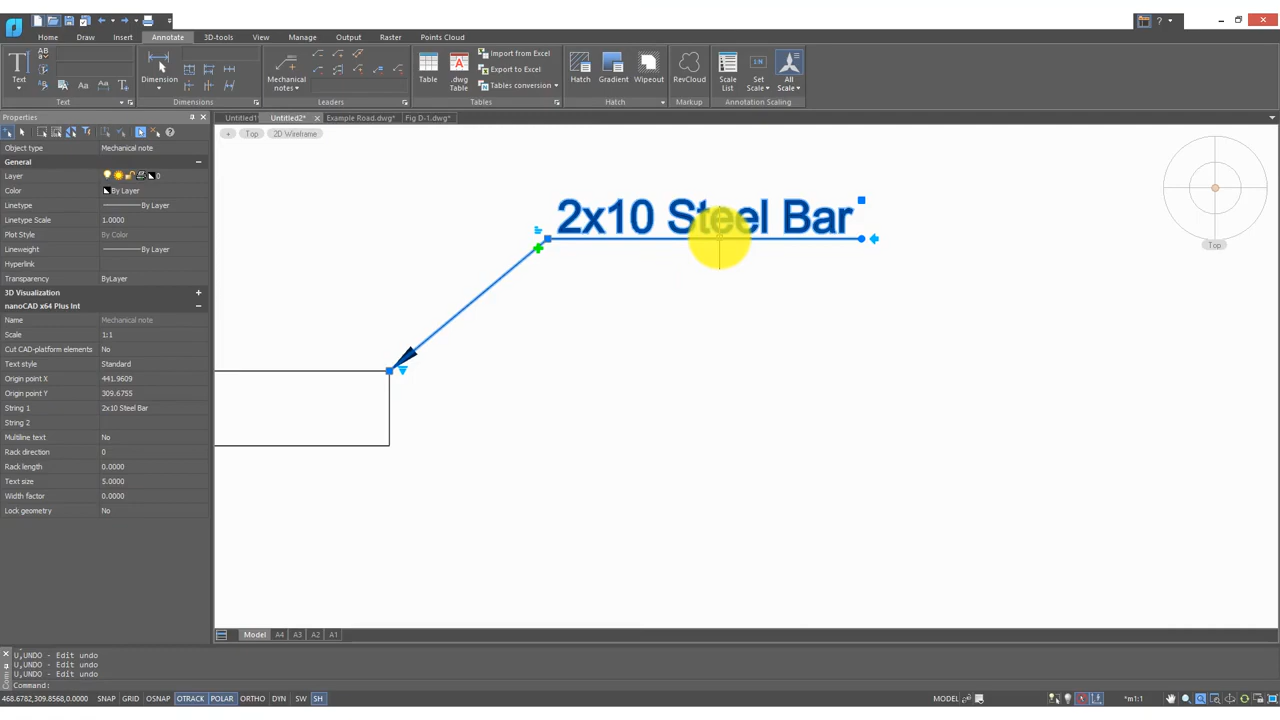 ?
Home Draw Insert Annotate 3D-tools View Manage Output Raster Points Cloud
AB
Text
Dimension
Mechanical notes
Table
.dwg Table
Import from Excel
Export to Excel
Tables conversion
Hatch Gradient Wipeout
RevCloud
Scale List
Set Scale
All Scale
Text Dimensions Leaders Tables Hatch Markup Annotation Scaling
Properties
Untitled1 Untitled2* Example Road.dwg* Fig D-1.dwg*
+ Top 2D Wireframe
Object type Mechanical note
General
Layer 0
Color By Layer
Linetype By Layer
Linetype Scale 1.0000
Plot Style By Color
Lineweight By Layer
Hyperlink
Transparency ByLayer
3D Visualization +
nanoCAD x64 Plus Int
Name Mechanical note
Scale 1:1
Cut CAD-platform elements No
Text style Standard
Origin point X 441.9609
Origin point Y 309.6755
String 1 2x10 Steel Bar
String 2
Multiline text No
Rack direction 0
Rack length 0.0000
Text size 5.0000
Width factor 0.0000
Lock geometry No
2x10 Steel Bar
Top
Model A4 A3 A2 A1
U,UNDO - Edit undo
U,UNDO - Edit undo
U,UNDO - Edit undo
Command:
468.6782,309.8568,0.0000 SNAP GRID OSNAP OTRACK POLAR ORTHO DYN SW SH MODEL *m1:1